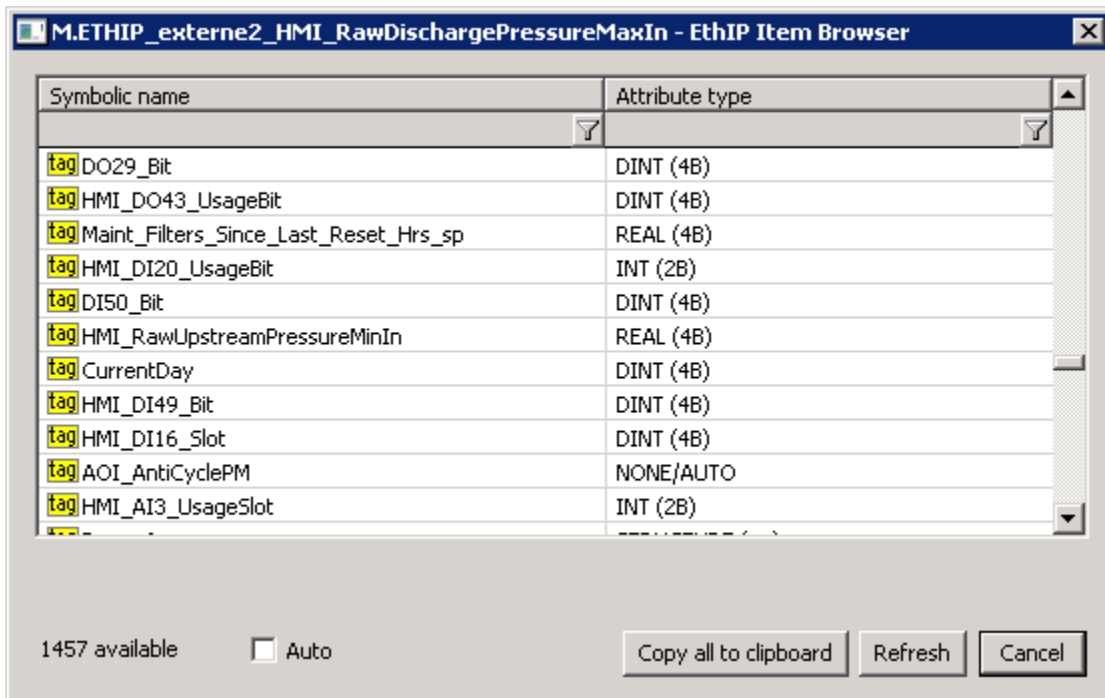 M.ETHIP_externe2_HMI_RawDischargePressureMaxIn - EthIP Item Browser
Symbolic name Attribute type
tag DO29_Bit DINT (4B)
tag HMI_DO43_UsageBit DINT (4B)
tag Maint_Filters_Since_Last_Reset_Hrs_sp REAL (4B)
tag HMI_DI20_UsageBit INT (2B)
tag DI50_Bit DINT (4B)
tag HMI_RawUpstreamPressureMinIn REAL (4B)
tag CurrentDay DINT (4B)
tag HMI_DI49_Bit DINT (4B)
tag HMI_DI16_Slot DINT (4B)
tag AOI_AntiCyclePM NONE/AUTO
tag HMI_AI3_UsageSlot INT (2B)
1457 available Auto Copy all to clipboard Refresh Cancel